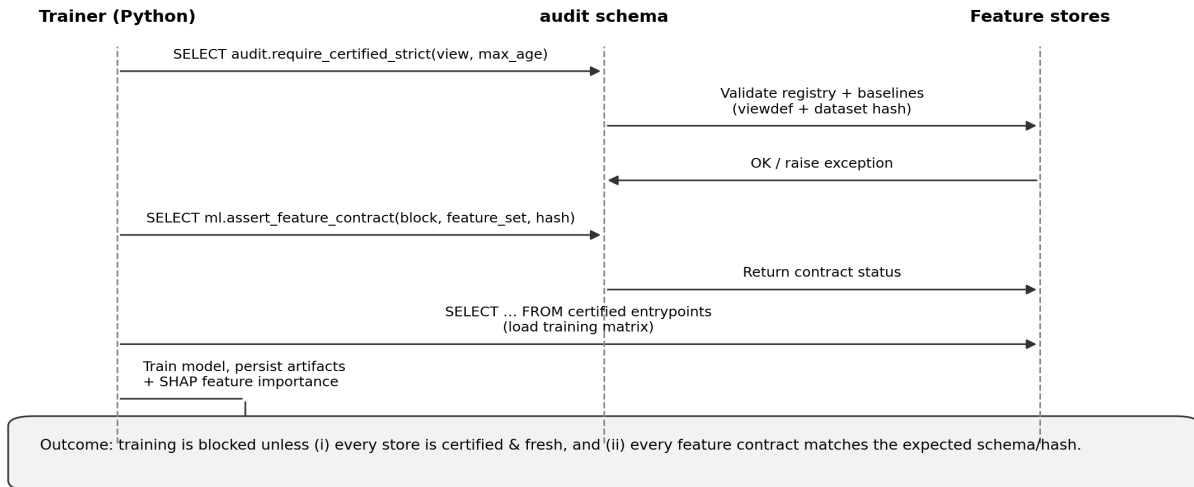 Trainer (Python)
audit schema
Feature stores
SELECT audit.require_certified_strict(view, max_age)
Validate registry + baselines
(viewdef + dataset hash)
OK / raise exception
SELECT ml.assert_feature_contract(block, feature_set, hash)
Return contract status
SELECT … FROM certified entrypoints
(load training matrix)
Train model, persist artifacts
+ SHAP feature importance
Outcome: training is blocked unless (i) every store is certified & fresh, and (ii) every feature contract matches the expected schema/hash.